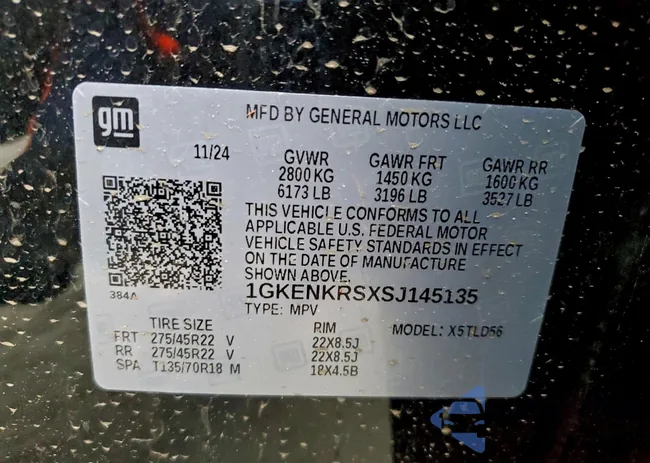 gm
MFD BY GENERAL MOTORS LLC
11/24
GVWR GAWR FRT GAWR RR
2800 KG 1450 KG 1600 KG
6173 LB 3196 LB 3527 LB
THIS VEHICLE CONFORMS TO ALL
APPLICABLE U.S. FEDERAL MOTOR
VEHICLE SAFETY STANDARDS IN EFFECT
ON THE DATE OF MANUFACTURE
SHOWN ABOVE.
384A
1GKENKRSXSJ145135
TYPE: MPV MODEL: X5TLD56
TIRE SIZE RIM
FRT 275/45R22 V 22X8.5J
RR 275/45R22 V 22X8.5J
SPA T135/70R18 M 18X4.5B